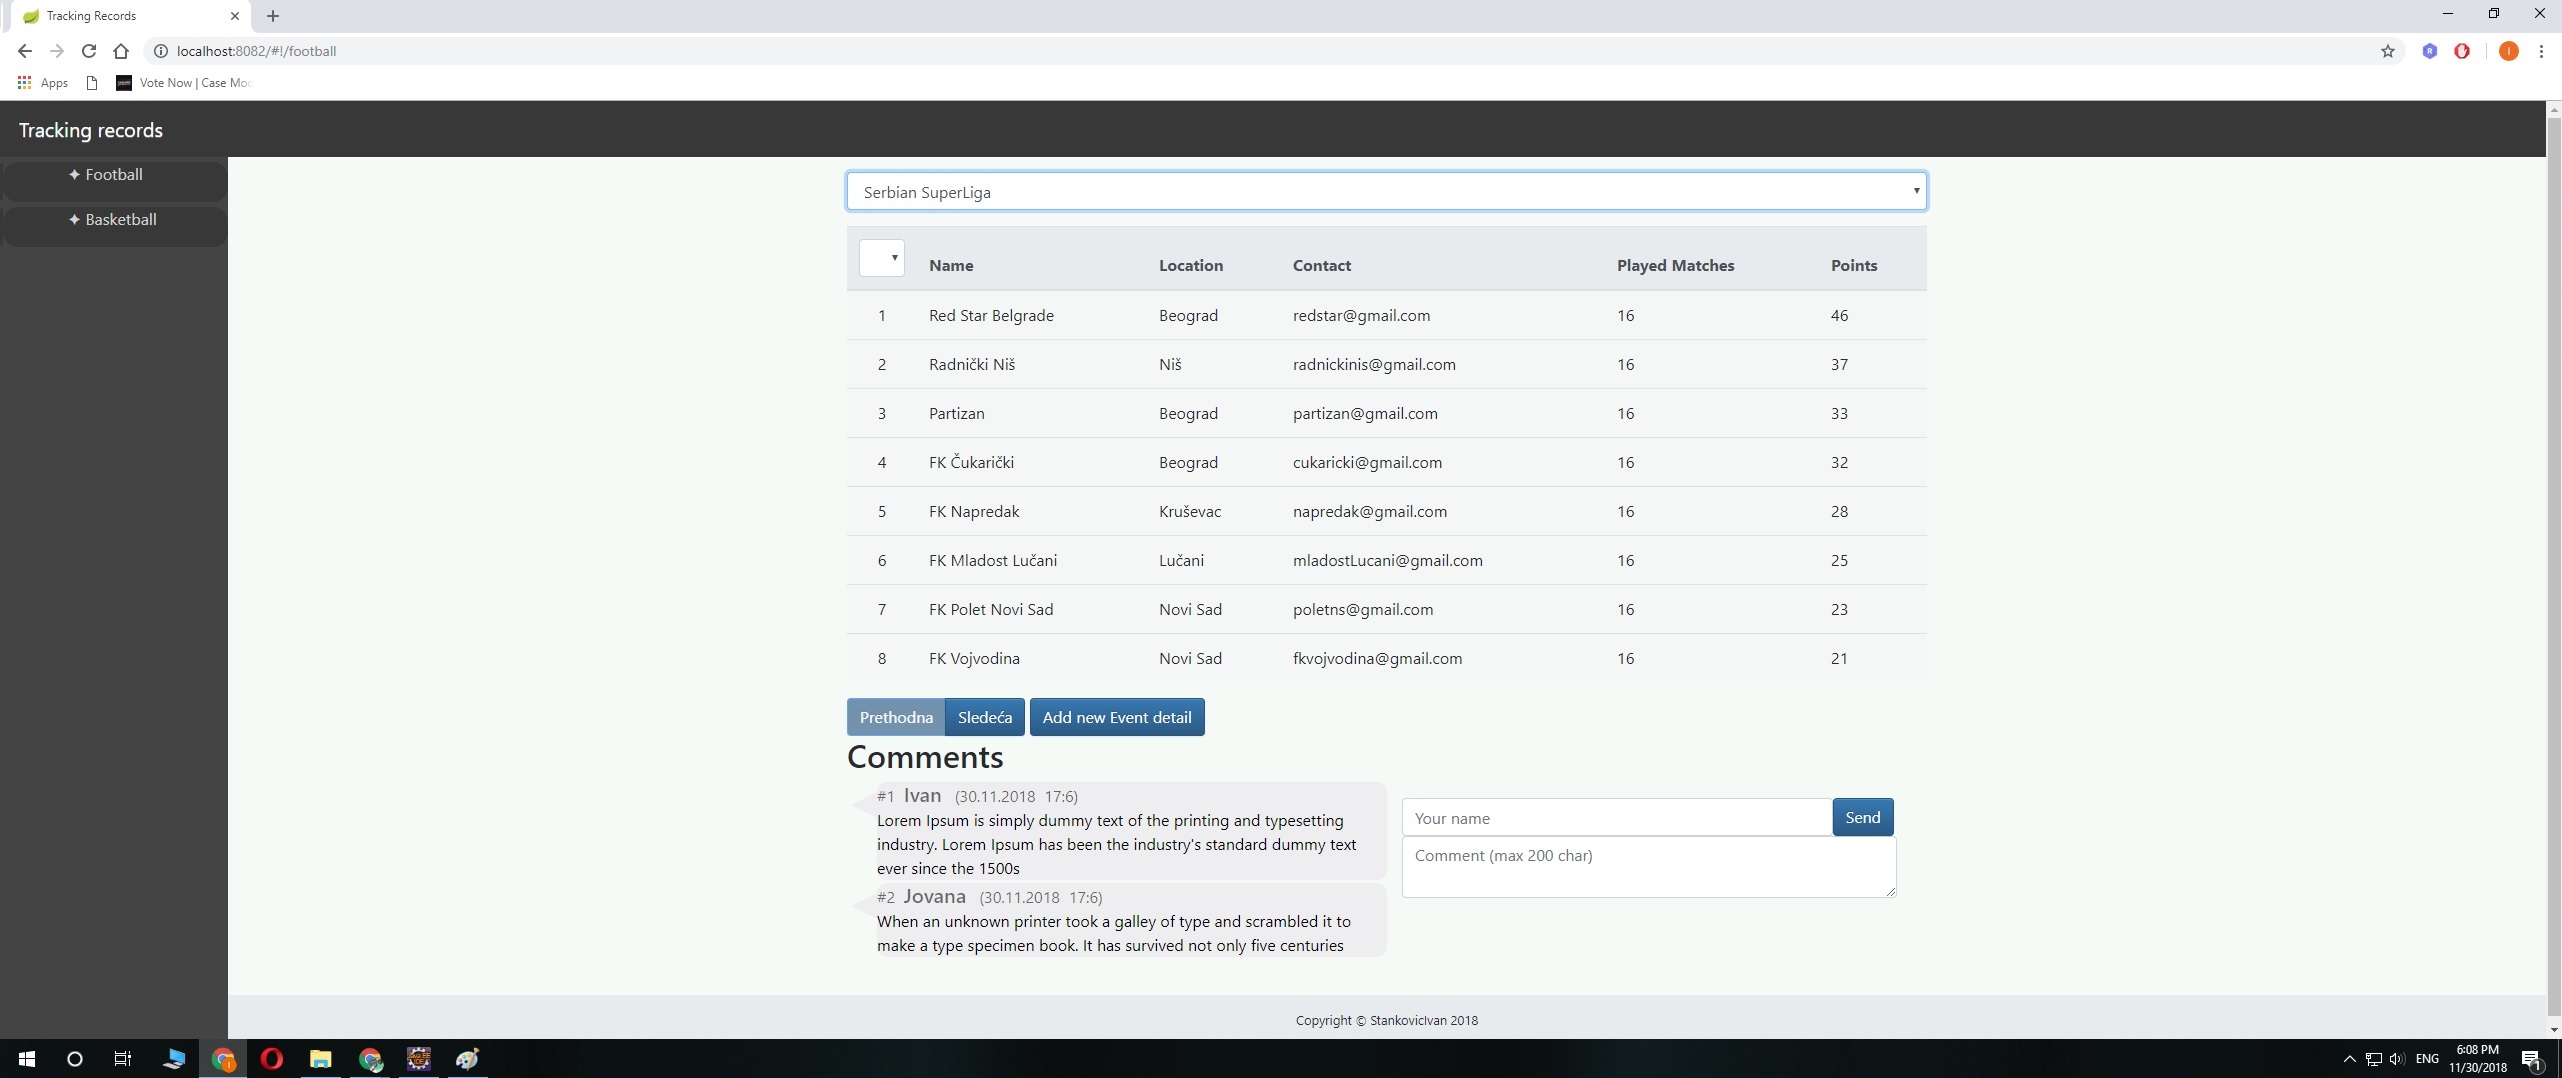 Tracking Records
localhost:8082/#!/football
Apps
Vote Now | Case Moc
Tracking records
✦ Football
✦ Basketball
Serbian SuperLiga
Name Location Contact Played Matches Points
1 Red Star Belgrade Beograd redstar@gmail.com 16 46
2 Radnički Niš Niš radnickinis@gmail.com 16 37
3 Partizan Beograd partizan@gmail.com 16 33
4 FK Čukarički Beograd cukaricki@gmail.com 16 32
5 FK Napredak Kruševac napredak@gmail.com 16 28
6 FK Mladost Lučani Lučani mladostLucani@gmail.com 16 25
7 FK Polet Novi Sad Novi Sad poletns@gmail.com 16 23
8 FK Vojvodina Novi Sad fkvojvodina@gmail.com 16 21
Prethodna Sledeća Add new Event detail
Comments
#1 Ivan (30.11.2018 17:6)
Lorem Ipsum is simply dummy text of the printing and typesetting
industry. Lorem Ipsum has been the industry's standard dummy text
ever since the 1500s
#2 Jovana (30.11.2018 17:6)
When an unknown printer took a galley of type and scrambled it to
make a type specimen book. It has survived not only five centuries
Your name
Send
Comment (max 200 char)
Copyright © StankovicIvan 2018
ENG
6:08 PM
11/30/2018
1